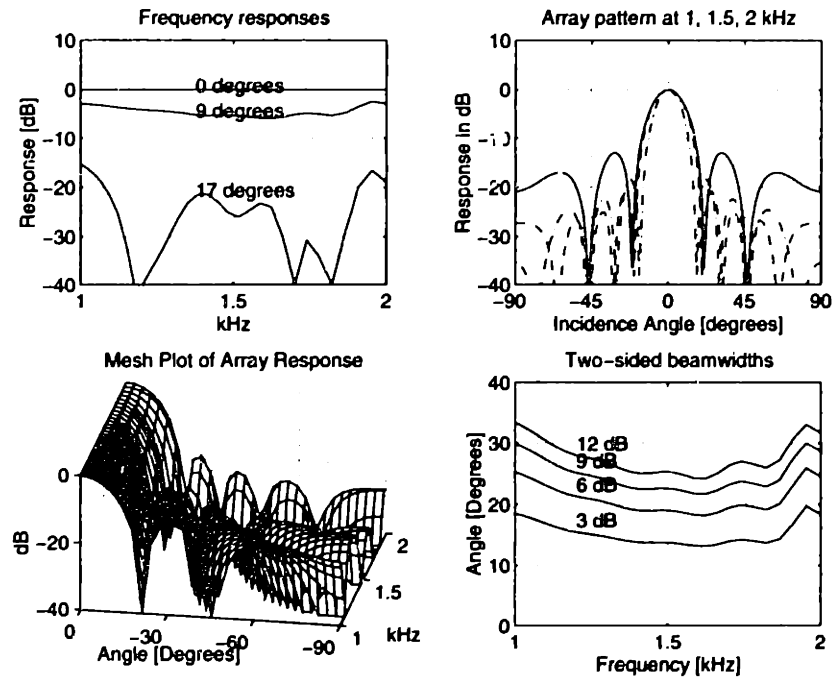 Frequency responses
10
0
-10
-20
-30
-40
Response [dB]
0 degrees
9 degrees
17 degrees
1
1.5
2
kHz
Array pattern at 1, 1.5, 2 kHz
10
0
-20
-30
-40
Response in dB
-90
-45
0
45
90
Incidence Angle [degrees]
Mesh Plot of Array Response
0
-20
-40
dB
0
-30
-60
-90
Angle [Degrees]
1
1.5
2
kHz
Two-sided beamwidths
40
30
20
10
0
Angle [Degrees]
12 dB
9 dB
6 dB
3 dB
1
1.5
2
Frequency [kHz]